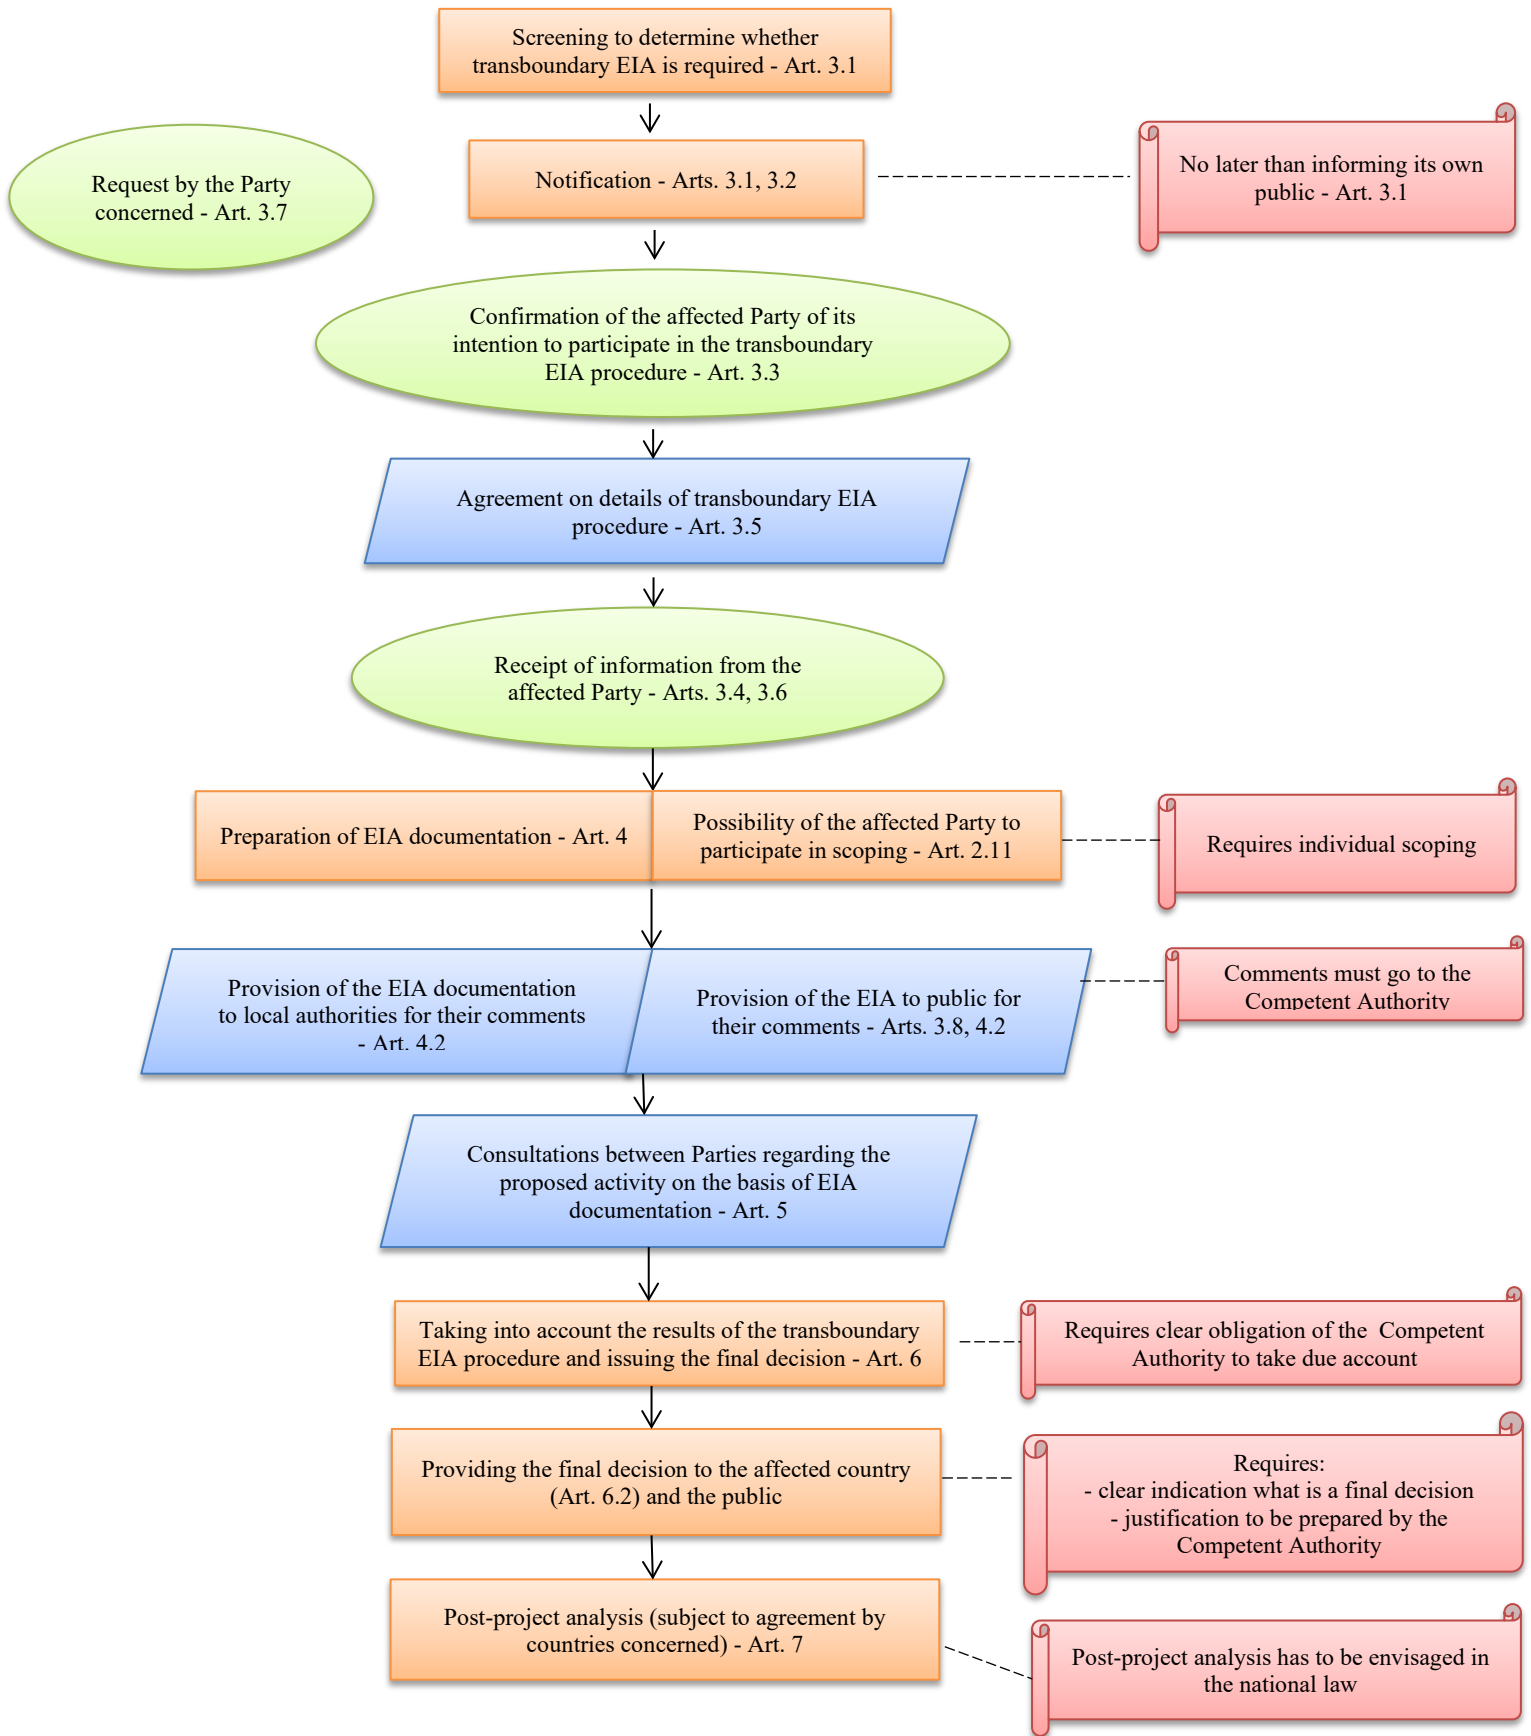 Screening to determine whether
transboundary EIA is required - Art. 3.1
Request by the Party
concerned - Art. 3.7
Notification - Arts. 3.1, 3.2
No later than informing its own
public - Art. 3.1
Confirmation of the affected Party of its
intention to participate in the transboundary
EIA procedure - Art. 3.3
Agreement on details of transboundary EIA
procedure - Art. 3.5
Receipt of information from the
affected Party - Arts. 3.4, 3.6
Preparation of EIA documentation - Art. 4
Possibility of the affected Party to
participate in scoping - Art. 2.11
Requires individual scoping
Provision of the EIA documentation
to local authorities for their comments
- Art. 4.2
Provision of the EIA to public for
their comments - Arts. 3.8, 4.2
Comments must go to the
Competent Authority
Consultations between Parties regarding the
proposed activity on the basis of EIA
documentation - Art. 5
Taking into account the results of the transboundary
EIA procedure and issuing the final decision - Art. 6
Requires clear obligation of the Competent
Authority to take due account
Providing the final decision to the affected country
(Art. 6.2) and the public
Requires:
- clear indication what is a final decision
- justification to be prepared by the
Competent Authority
Post-project analysis (subject to agreement by
countries concerned) - Art. 7
Post-project analysis has to be envisaged in
the national law